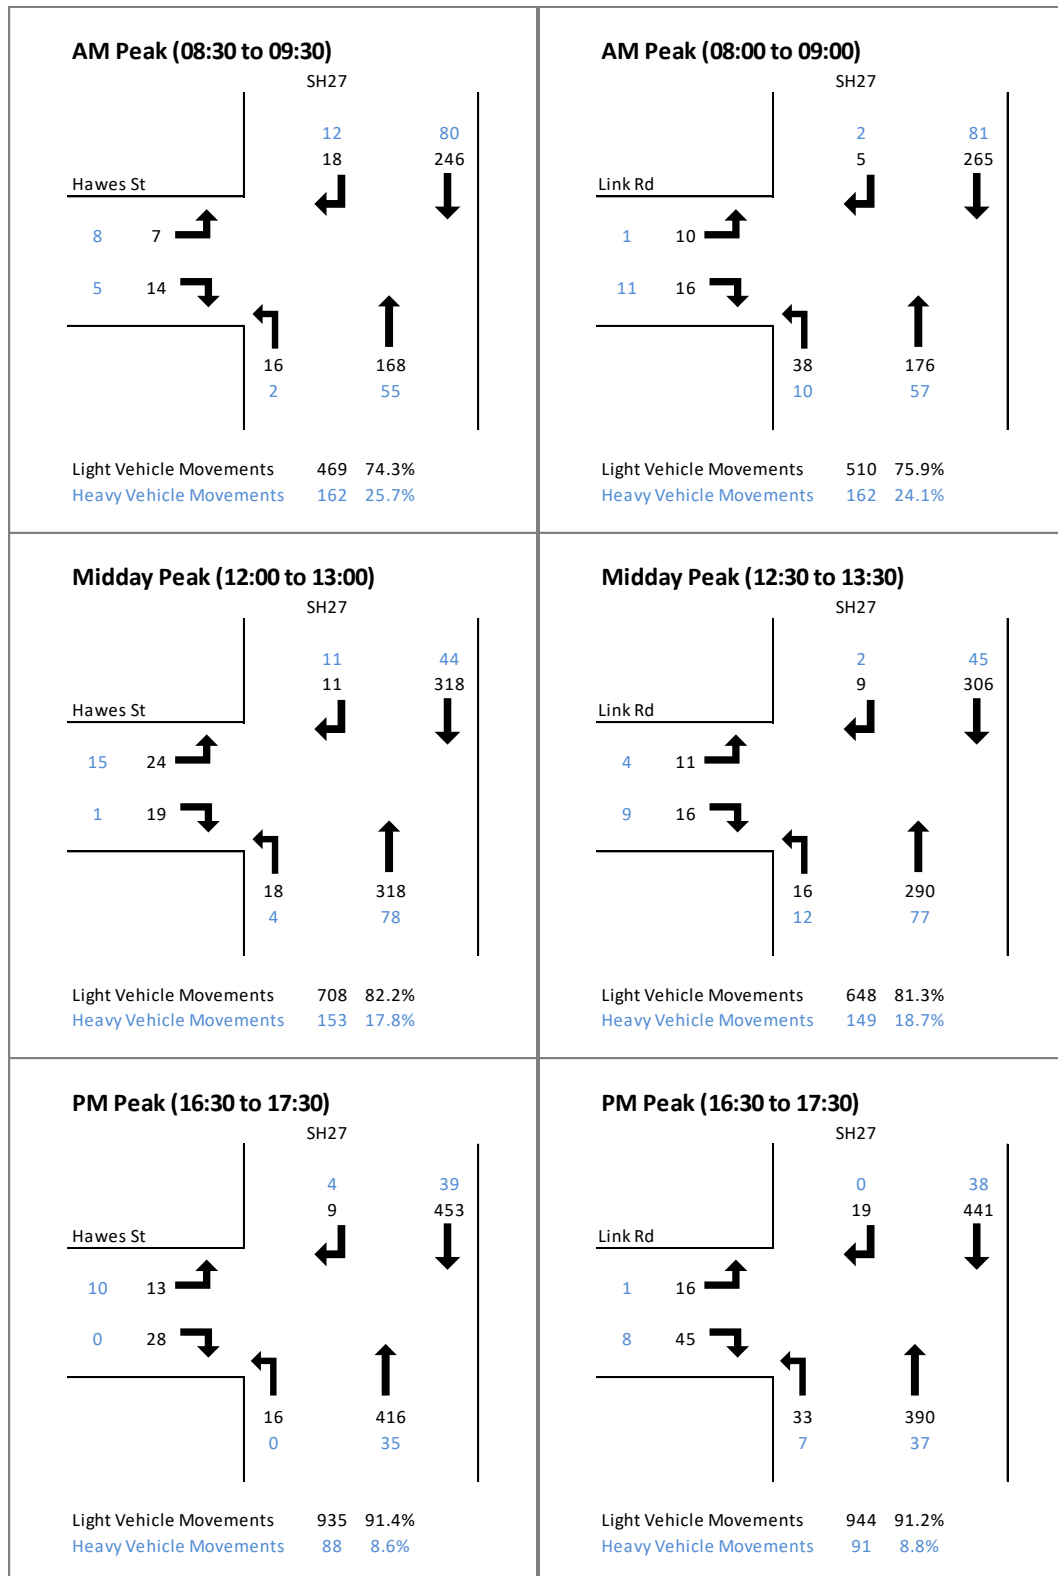 AM Peak (08:30 to 09:30)
SH27
12 80
18 246
Hawes St
8 7
5 14
16 168
2 55
Light Vehicle Movements 469 74.3%
Heavy Vehicle Movements 162 25.7%
AM Peak (08:00 to 09:00)
SH27
2 81
5 265
Link Rd
1 10
11 16
38 176
10 57
Light Vehicle Movements 510 75.9%
Heavy Vehicle Movements 162 24.1%
Midday Peak (12:00 to 13:00)
SH27
11 44
11 318
Hawes St
15 24
1 19
18 318
4 78
Light Vehicle Movements 708 82.2%
Heavy Vehicle Movements 153 17.8%
Midday Peak (12:30 to 13:30)
SH27
2 45
9 306
Link Rd
4 11
9 16
16 290
12 77
Light Vehicle Movements 648 81.3%
Heavy Vehicle Movements 149 18.7%
PM Peak (16:30 to 17:30)
SH27
4 39
9 453
Hawes St
10 13
0 28
16 416
0 35
Light Vehicle Movements 935 91.4%
Heavy Vehicle Movements 88 8.6%
PM Peak (16:30 to 17:30)
SH27
0 38
19 441
Link Rd
1 16
8 45
33 390
7 37
Light Vehicle Movements 944 91.2%
Heavy Vehicle Movements 91 8.8%